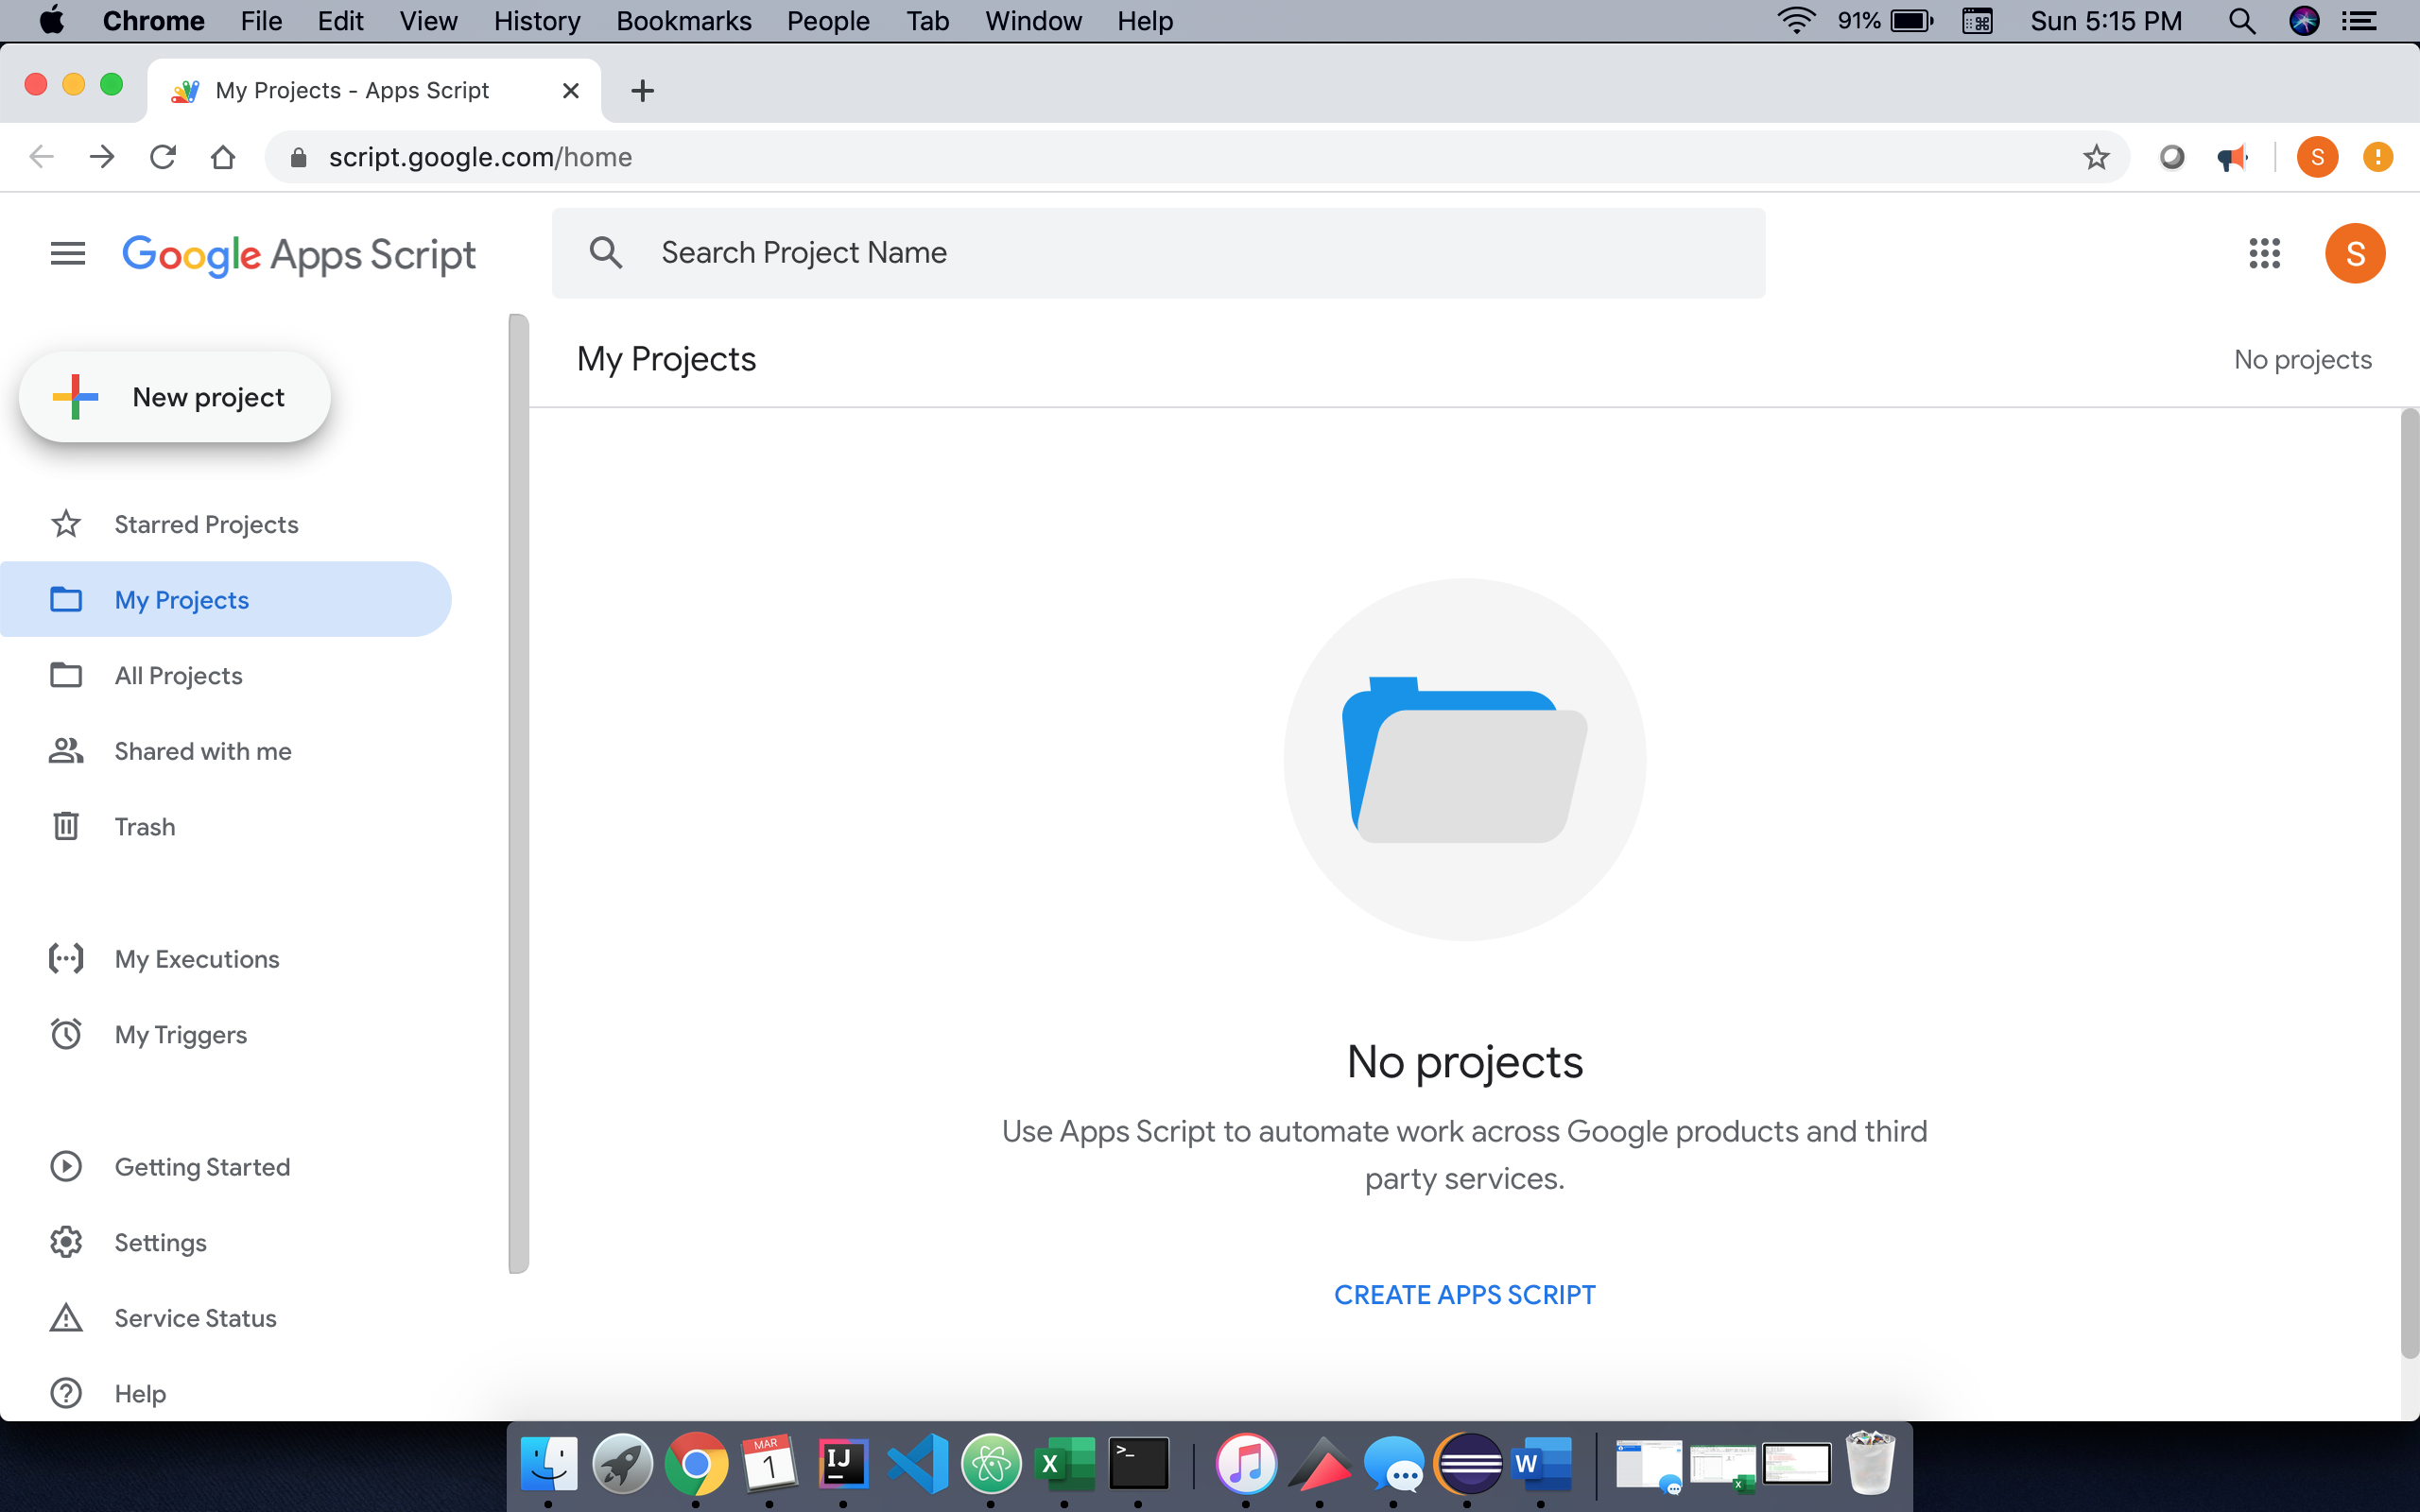 Chrome File Edit View History Bookmarks People Tab Window Help 91% Sun 5:15 PM
My Projects - Apps Script
script.google.com/home S
Google Apps Script Search Project Name S
New project My Projects No projects
Starred Projects
My Projects
All Projects
Shared with me
Trash
My Executions
My Triggers
Getting Started
Settings
Service Status
Help
No projects
Use Apps Script to automate work across Google products and third
party services.
CREATE APPS SCRIPT
MAR
1
IJ
X
>_
W